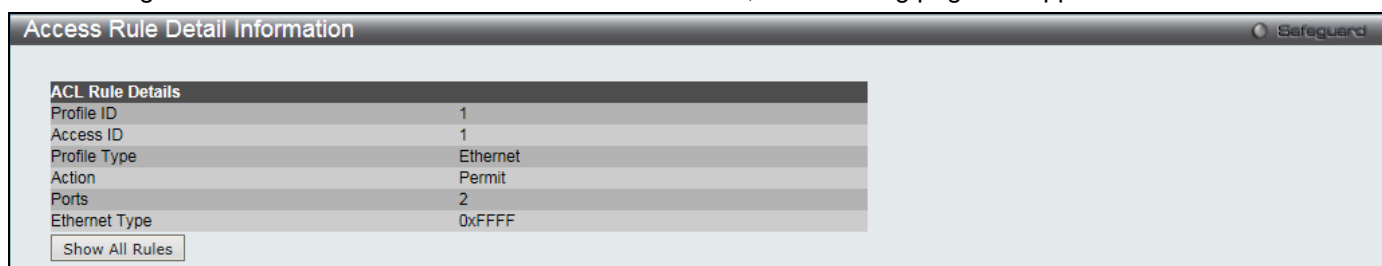 Access Rule Detail Information
Safeguard
ACL Rule Details
Profile ID 1
Access ID 1
Profile Type Ethernet
Action Permit
Ports 2
Ethernet Type 0xFFFF
Show All Rules